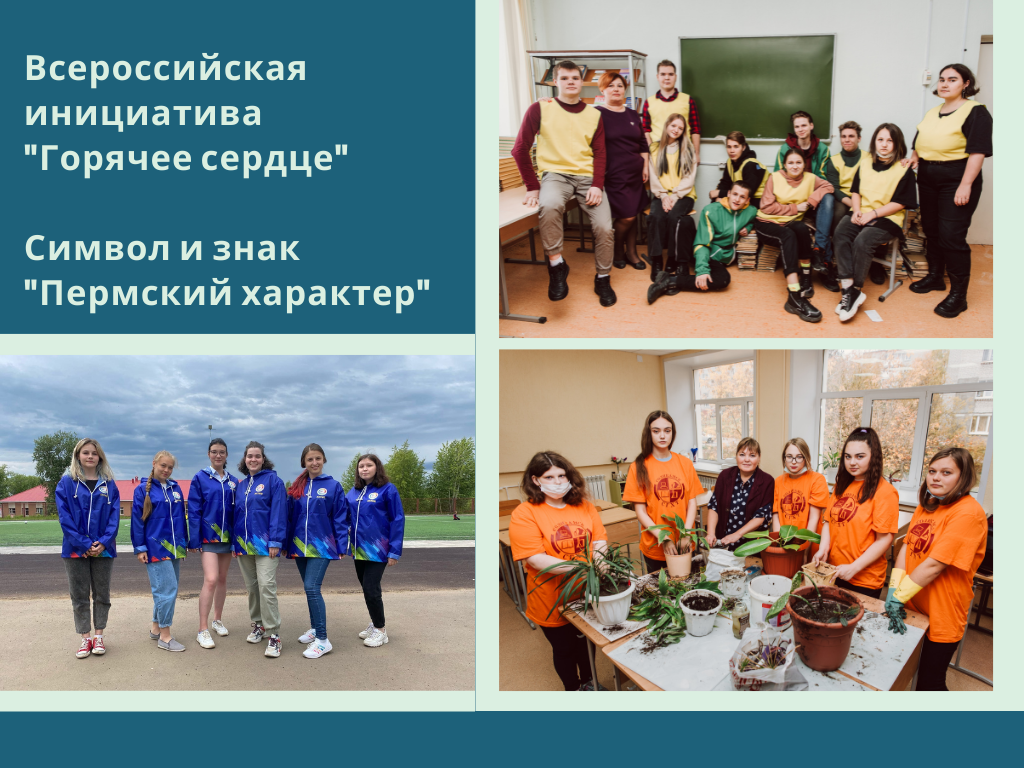 Всероссийская
инициатива
"Горячее сердце"
Символ и знак
"Пермский характер"